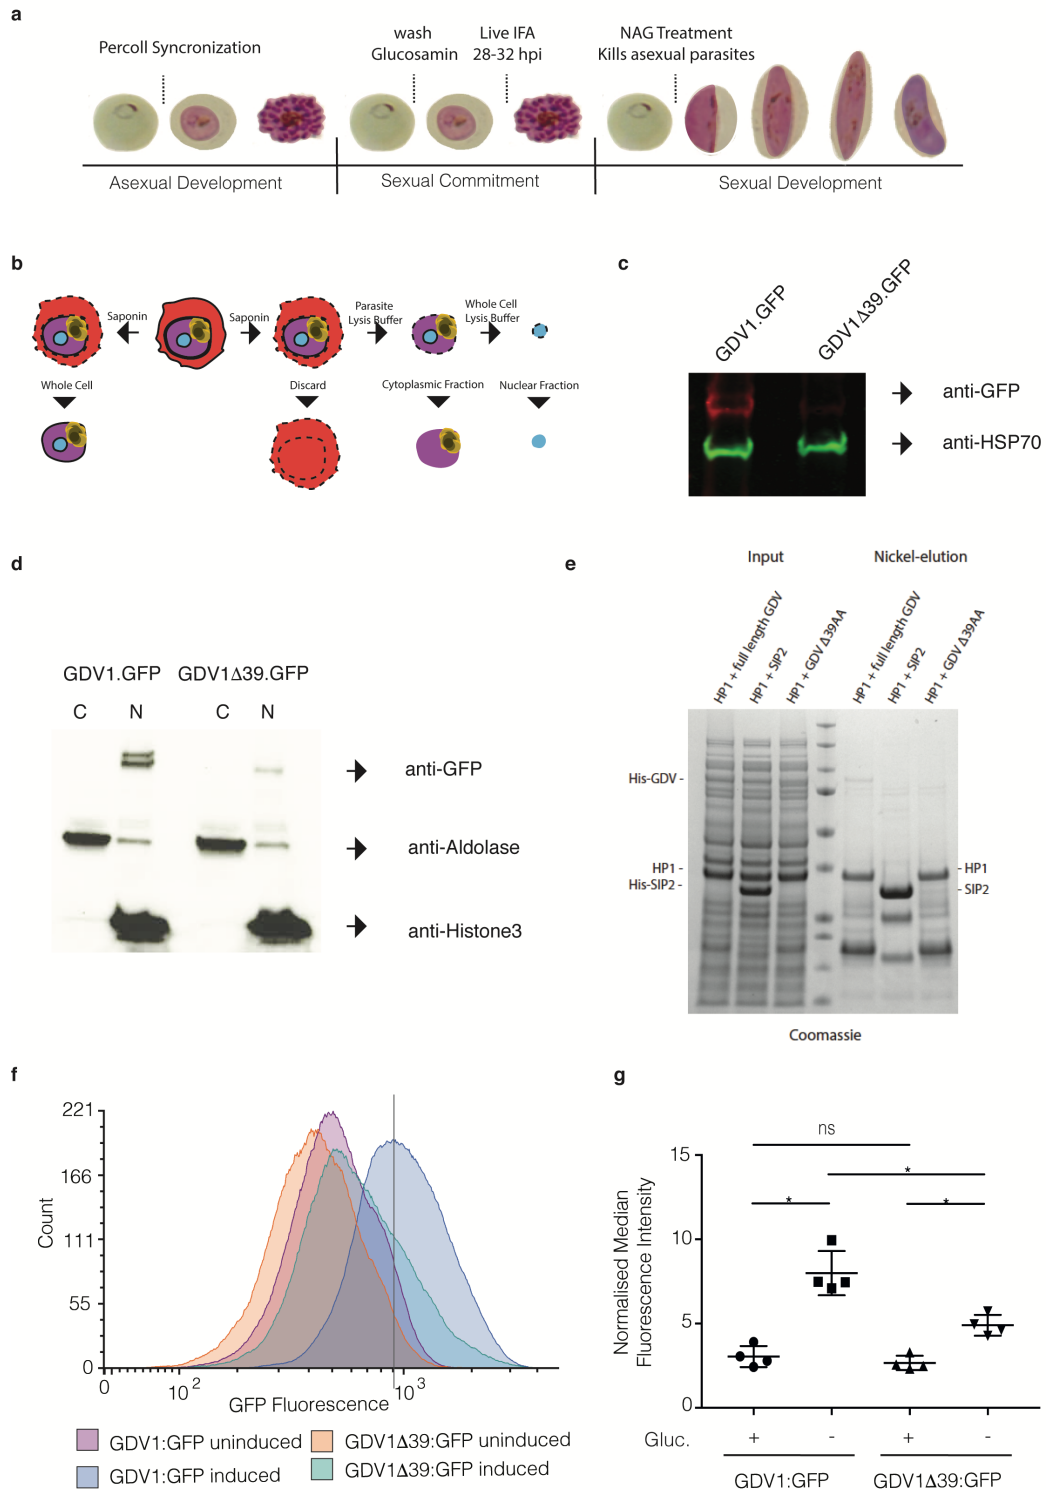 a
Percoll Syncronization
wash
Glucosamin
Live IFA
28-32 hpi
NAG Treatment
Kills asexual parasites
Asexual Development
Sexual Commitment
Sexual Development
b
Saponin
Saponin
Parasite
Lysis Buffer
Whole Cell
Lysis Buffer
Whole Cell
Discard
Cytoplasmic Fraction
Nuclear Fraction
c
GDV1.GFP
GDV1Δ39.GFP
anti-GFP
anti-HSP70
d
GDV1.GFP GDV1Δ39.GFP
C N C N
anti-GFP
anti-Aldolase
anti-Histone3
e
Input Nickel-elution
HP1 + full length GDV
HP1 + SIP2
HP1 + GDV Δ39AA
HP1 + full length GDV
HP1 + SIP2
HP1 + GDV Δ39AA
His-GDV -
HP1 -
His-SIP2 -
- HP1
- SIP2
Coomassie
f
221
166
111
55
0
Count
0 10² 10³
GFP Fluorescence
GDV1:GFP uninduced
GDV1:GFP induced
GDV1Δ39:GFP uninduced
GDV1Δ39:GFP induced
g
ns
*
*
*
15
10
5
0
Normalised Median
Fluorescence Intensity
Gluc. + - + -
GDV1:GFP GDV1Δ39:GFP